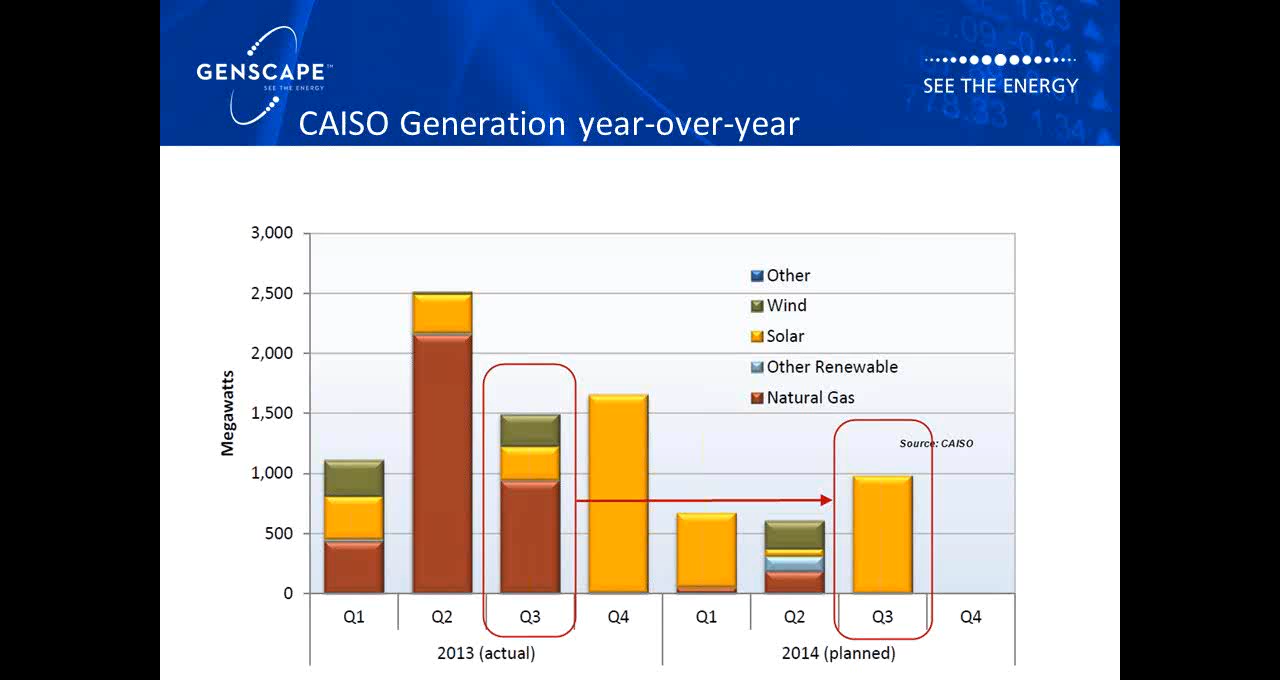 GENSCAPE™
SEE THE ENERGY
SEE THE ENERGY
CAISO Generation year-over-year
3,000
2,500
2,000
1,500
1,000
500
0
Megawatts
Other
Wind
Solar
Other Renewable
Natural Gas
Source: CAISO
Q1 Q2 Q3 Q4 Q1 Q2 Q3 Q4
2013 (actual) 2014 (planned)